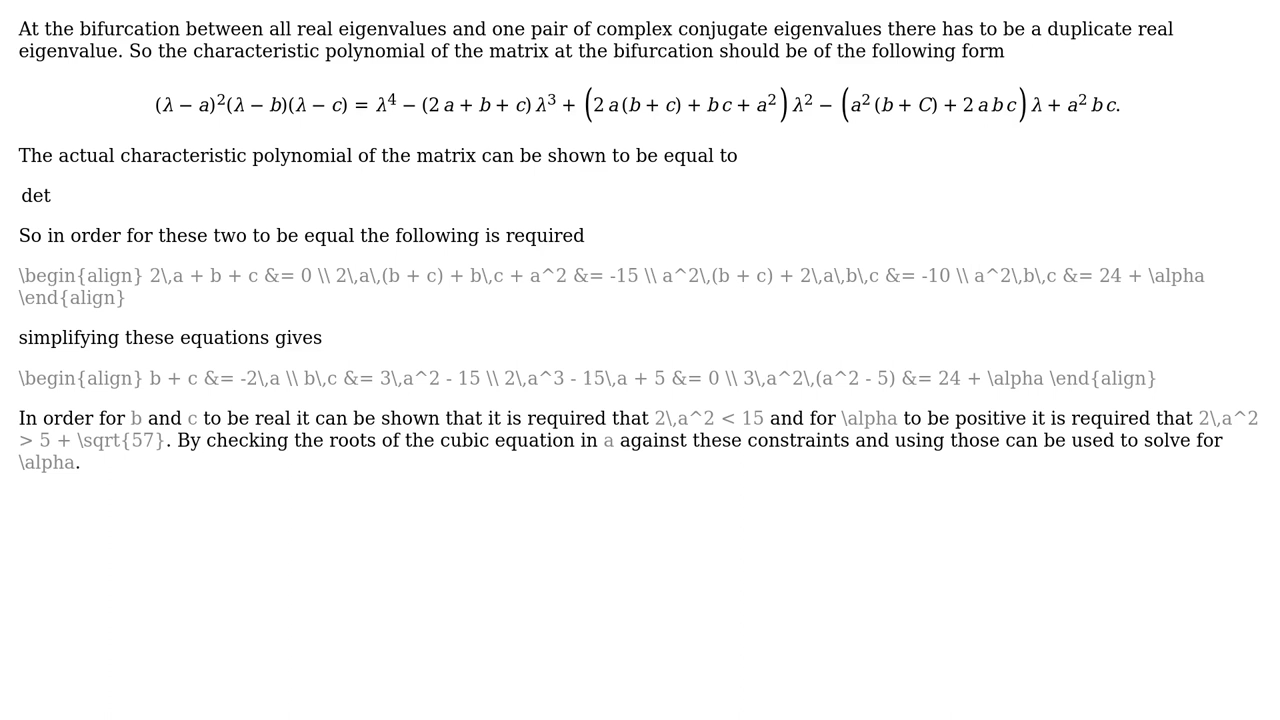 At the bifurcation between all real eigenvalues and one pair of complex conjugate eigenvalues there has to be a duplicate real
eigenvalue. So the characteristic polynomial of the matrix at the bifurcation should be of the following form
(λ − a)²(λ − b)(λ − c) = λ⁴ − (2 a + b + c) λ³ + (2 a (b + c) + b c + a²) λ² − (a² (b + C) + 2 a b c) λ + a² b c.
The actual characteristic polynomial of the matrix can be shown to be equal to
det
So in order for these two to be equal the following is required
\begin{align} 2\,a + b + c &= 0 \\ 2\,a\,(b + c) + b\,c + a^2 &= -15 \\ a^2\,(b + c) + 2\,a\,b\,c &= -10 \\ a^2\,b\,c &= 24 + \alpha
\end{align}
simplifying these equations gives
\begin{align} b + c &= -2\,a \\ b\,c &= 3\,a^2 - 15 \\ 2\,a^3 - 15\,a + 5 &= 0 \\ 3\,a^2\,(a^2 - 5) &= 24 + \alpha \end{align}
In order for b and c to be real it can be shown that it is required that 2\,a^2 < 15 and for \alpha to be positive it is required that 2\,a^2
> 5 + \sqrt{57}. By checking the roots of the cubic equation in a against these constraints and using those can be used to solve for
\alpha.